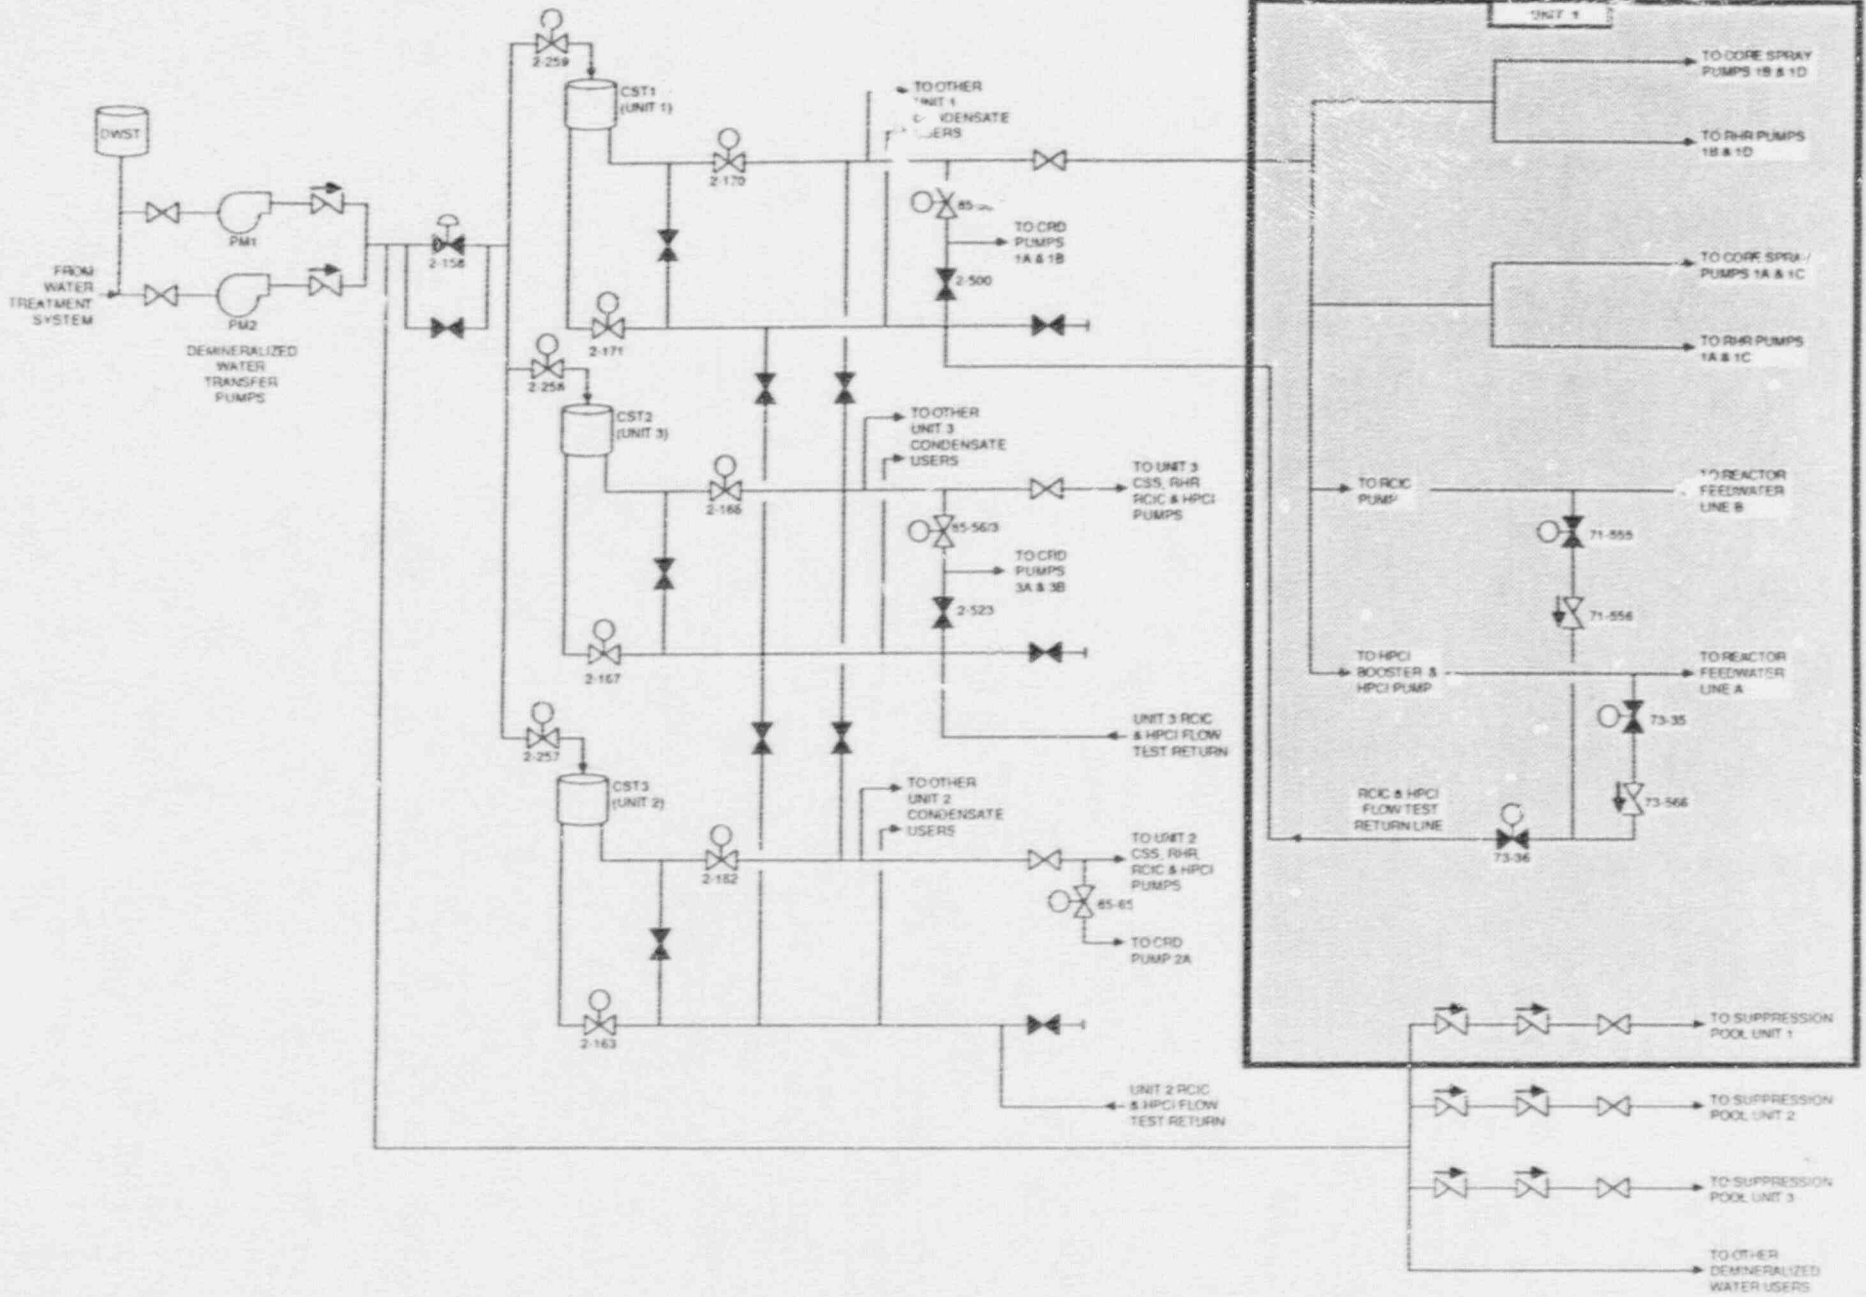 UNIT 1
TO CORE SPRAY
PUMPS 1B & 1D
TO RHR PUMPS
1B & 1D
TO CORE SPRAY
PUMPS 1A & 1C
TO RHR PUMPS
1A & 1C
TO RCIC
PUMP
TO REACTOR
FEEDWATER
LINE B
71-555
71-556
TO HPCI
BOOSTER &
HPCI PUMP
TO REACTOR
FEEDWATER
LINE A
73-35
73-566
RCIC & HPCI
FLOW TEST
RETURN LINE
73-36
DWST
PM1
FROM
WATER
TREATMENT
SYSTEM
PM2
DEMINERALIZED
WATER
TRANSFER
PUMPS
2-158
2-259
CST1
(UNIT 1)
2-170
TO OTHER
UNIT 1
USERS
85-
TO CRD
PUMPS
1A & 1B
2-500
2-171
2-258
CST2
(UNIT 3)
2-166
TO OTHER
UNIT 3
CONDENSATE
USERS
TO UNIT 3
CSS, RHR
RCIC & HPCI
PUMPS
85-56/3
TO CRD
PUMPS
3A & 3B
2-523
2-167
UNIT 3 RCIC
& HPCI FLOW
TEST RETURN
2-257
CST3
(UNIT 2)
2-162
TO OTHER
UNIT 2
CONDENSATE
USERS
TO UNIT 2
CSS, RHR,
RCIC & HPCI
PUMPS
TO CRD
PUMP 2A
2-163
UNIT 2 RCIC
& HPCI FLOW
TEST RETURN
TO SUPPRESSION
POOL UNIT 1
TO SUPPRESSION
POOL UNIT 2
TO SUPPRESSION
POOL UNIT 3
TO OTHER
DEMINERALIZED
WATER USERS